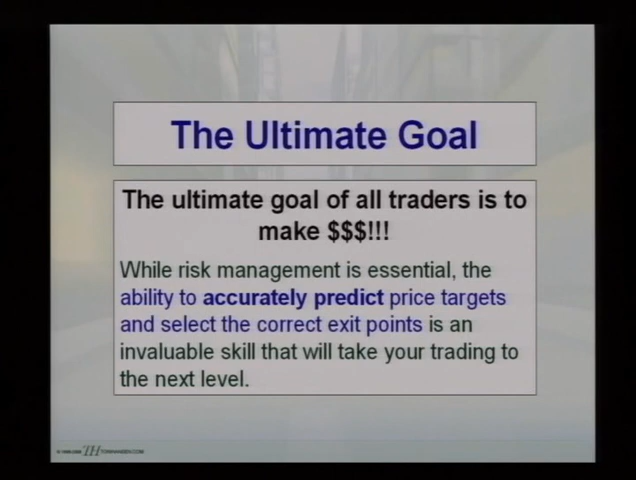 The Ultimate Goal
The ultimate goal of all traders is to
make $$$!!!
While risk management is essential, the
ability to accurately predict price targets
and select the correct exit points is an
invaluable skill that will take your trading to
the next level.
TH